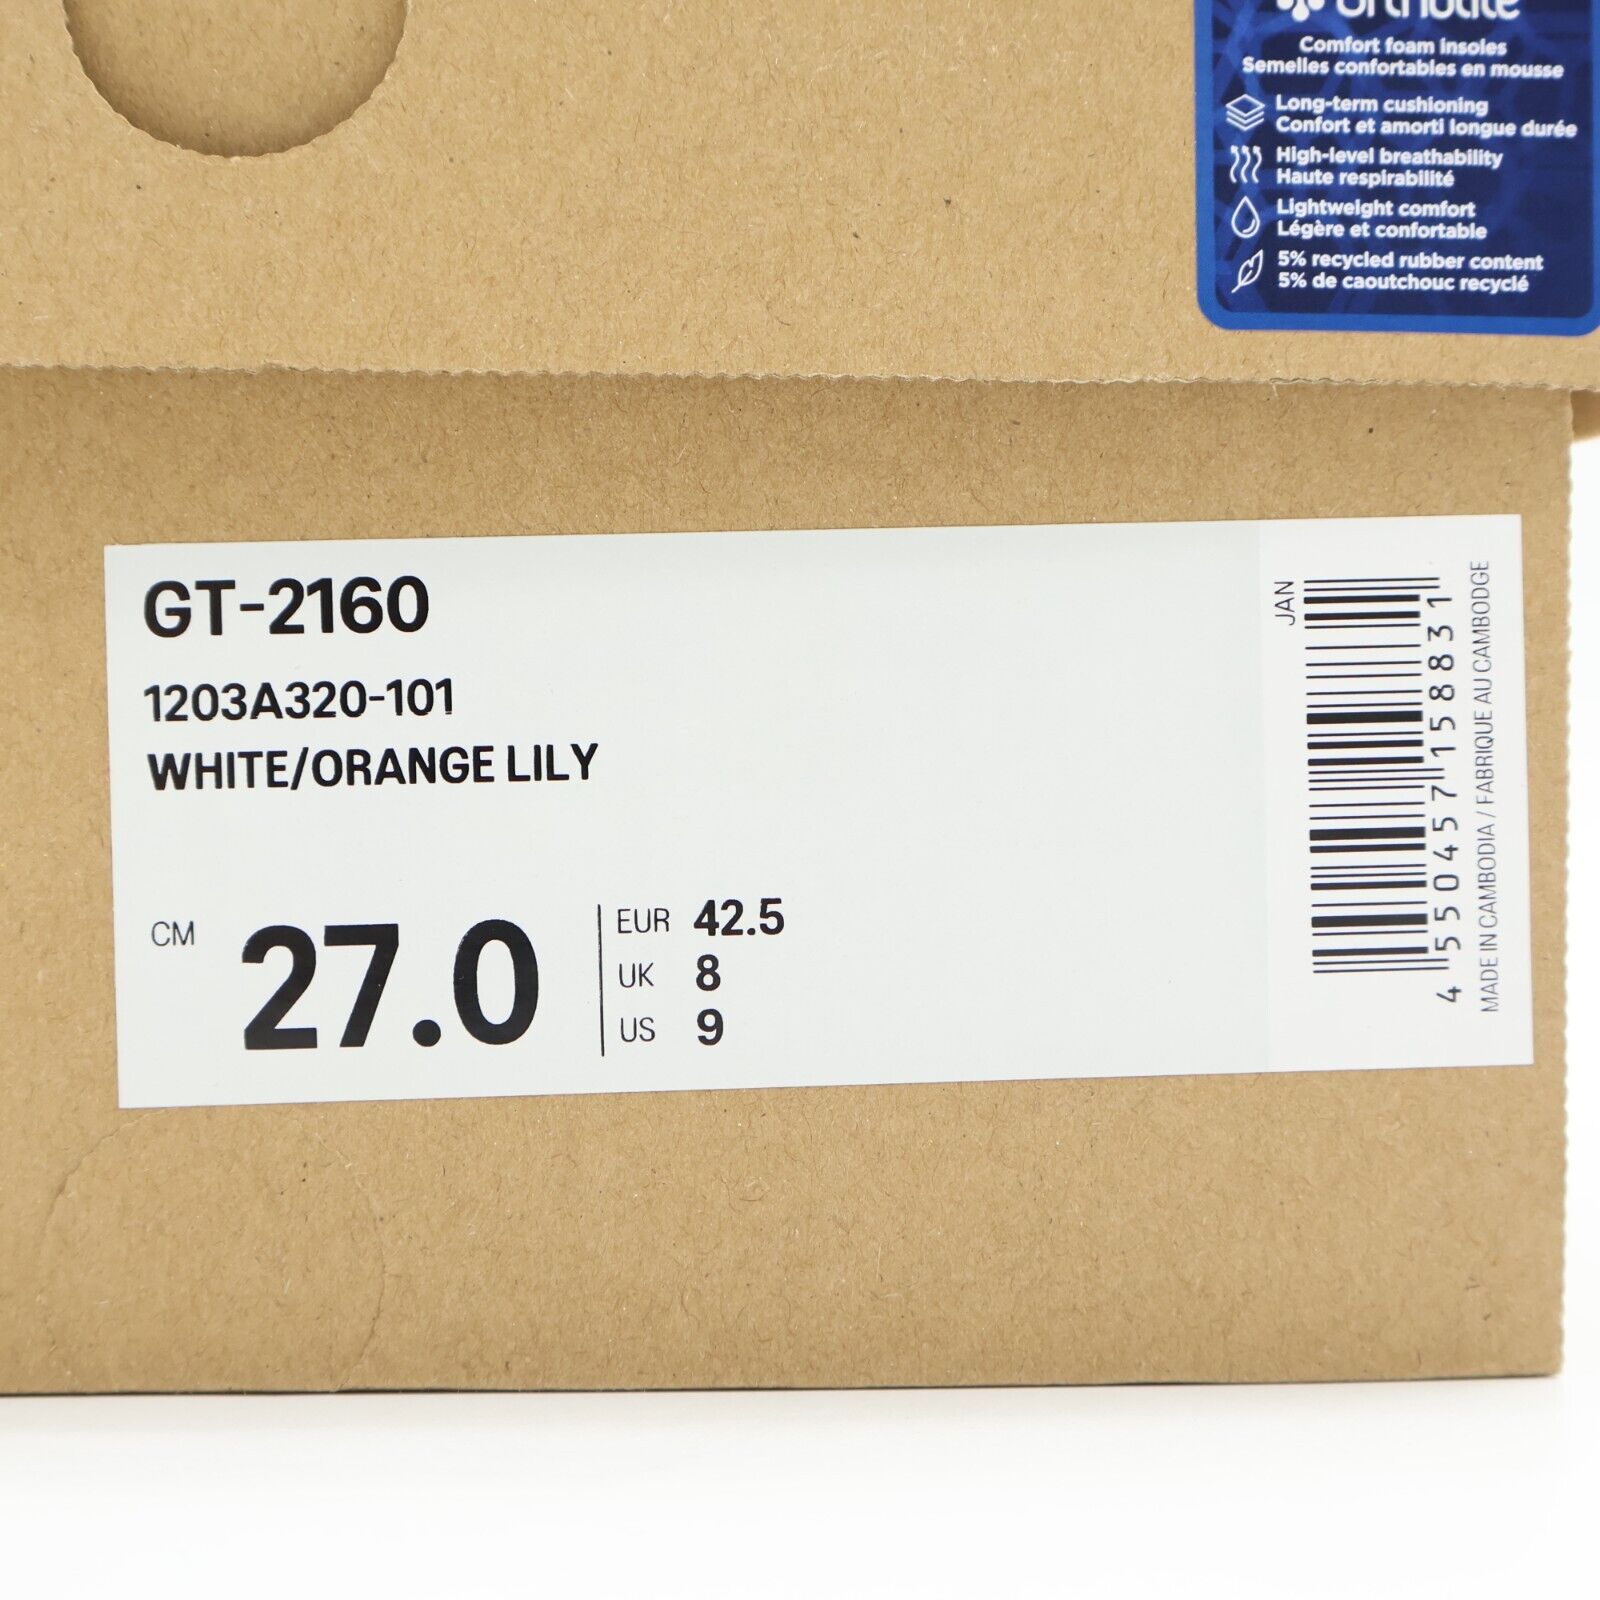 Ortholite
Comfort foam insoles
Semelles confortables en mousse
Long-term cushioning
Confort et amorti longue durée
High-level breathability
Haute respirabilité
Lightweight comfort
Légère et confortable
5% recycled rubber content
5% de caoutchouc recyclé
GT-2160
1203A320-101
WHITE/ORANGE LILY
CM 27.0
EUR 42.5
UK 8
US 9
JAN
4 550457 158831
MADE IN CAMBODIA / FABRIQUE AU CAMBODGE